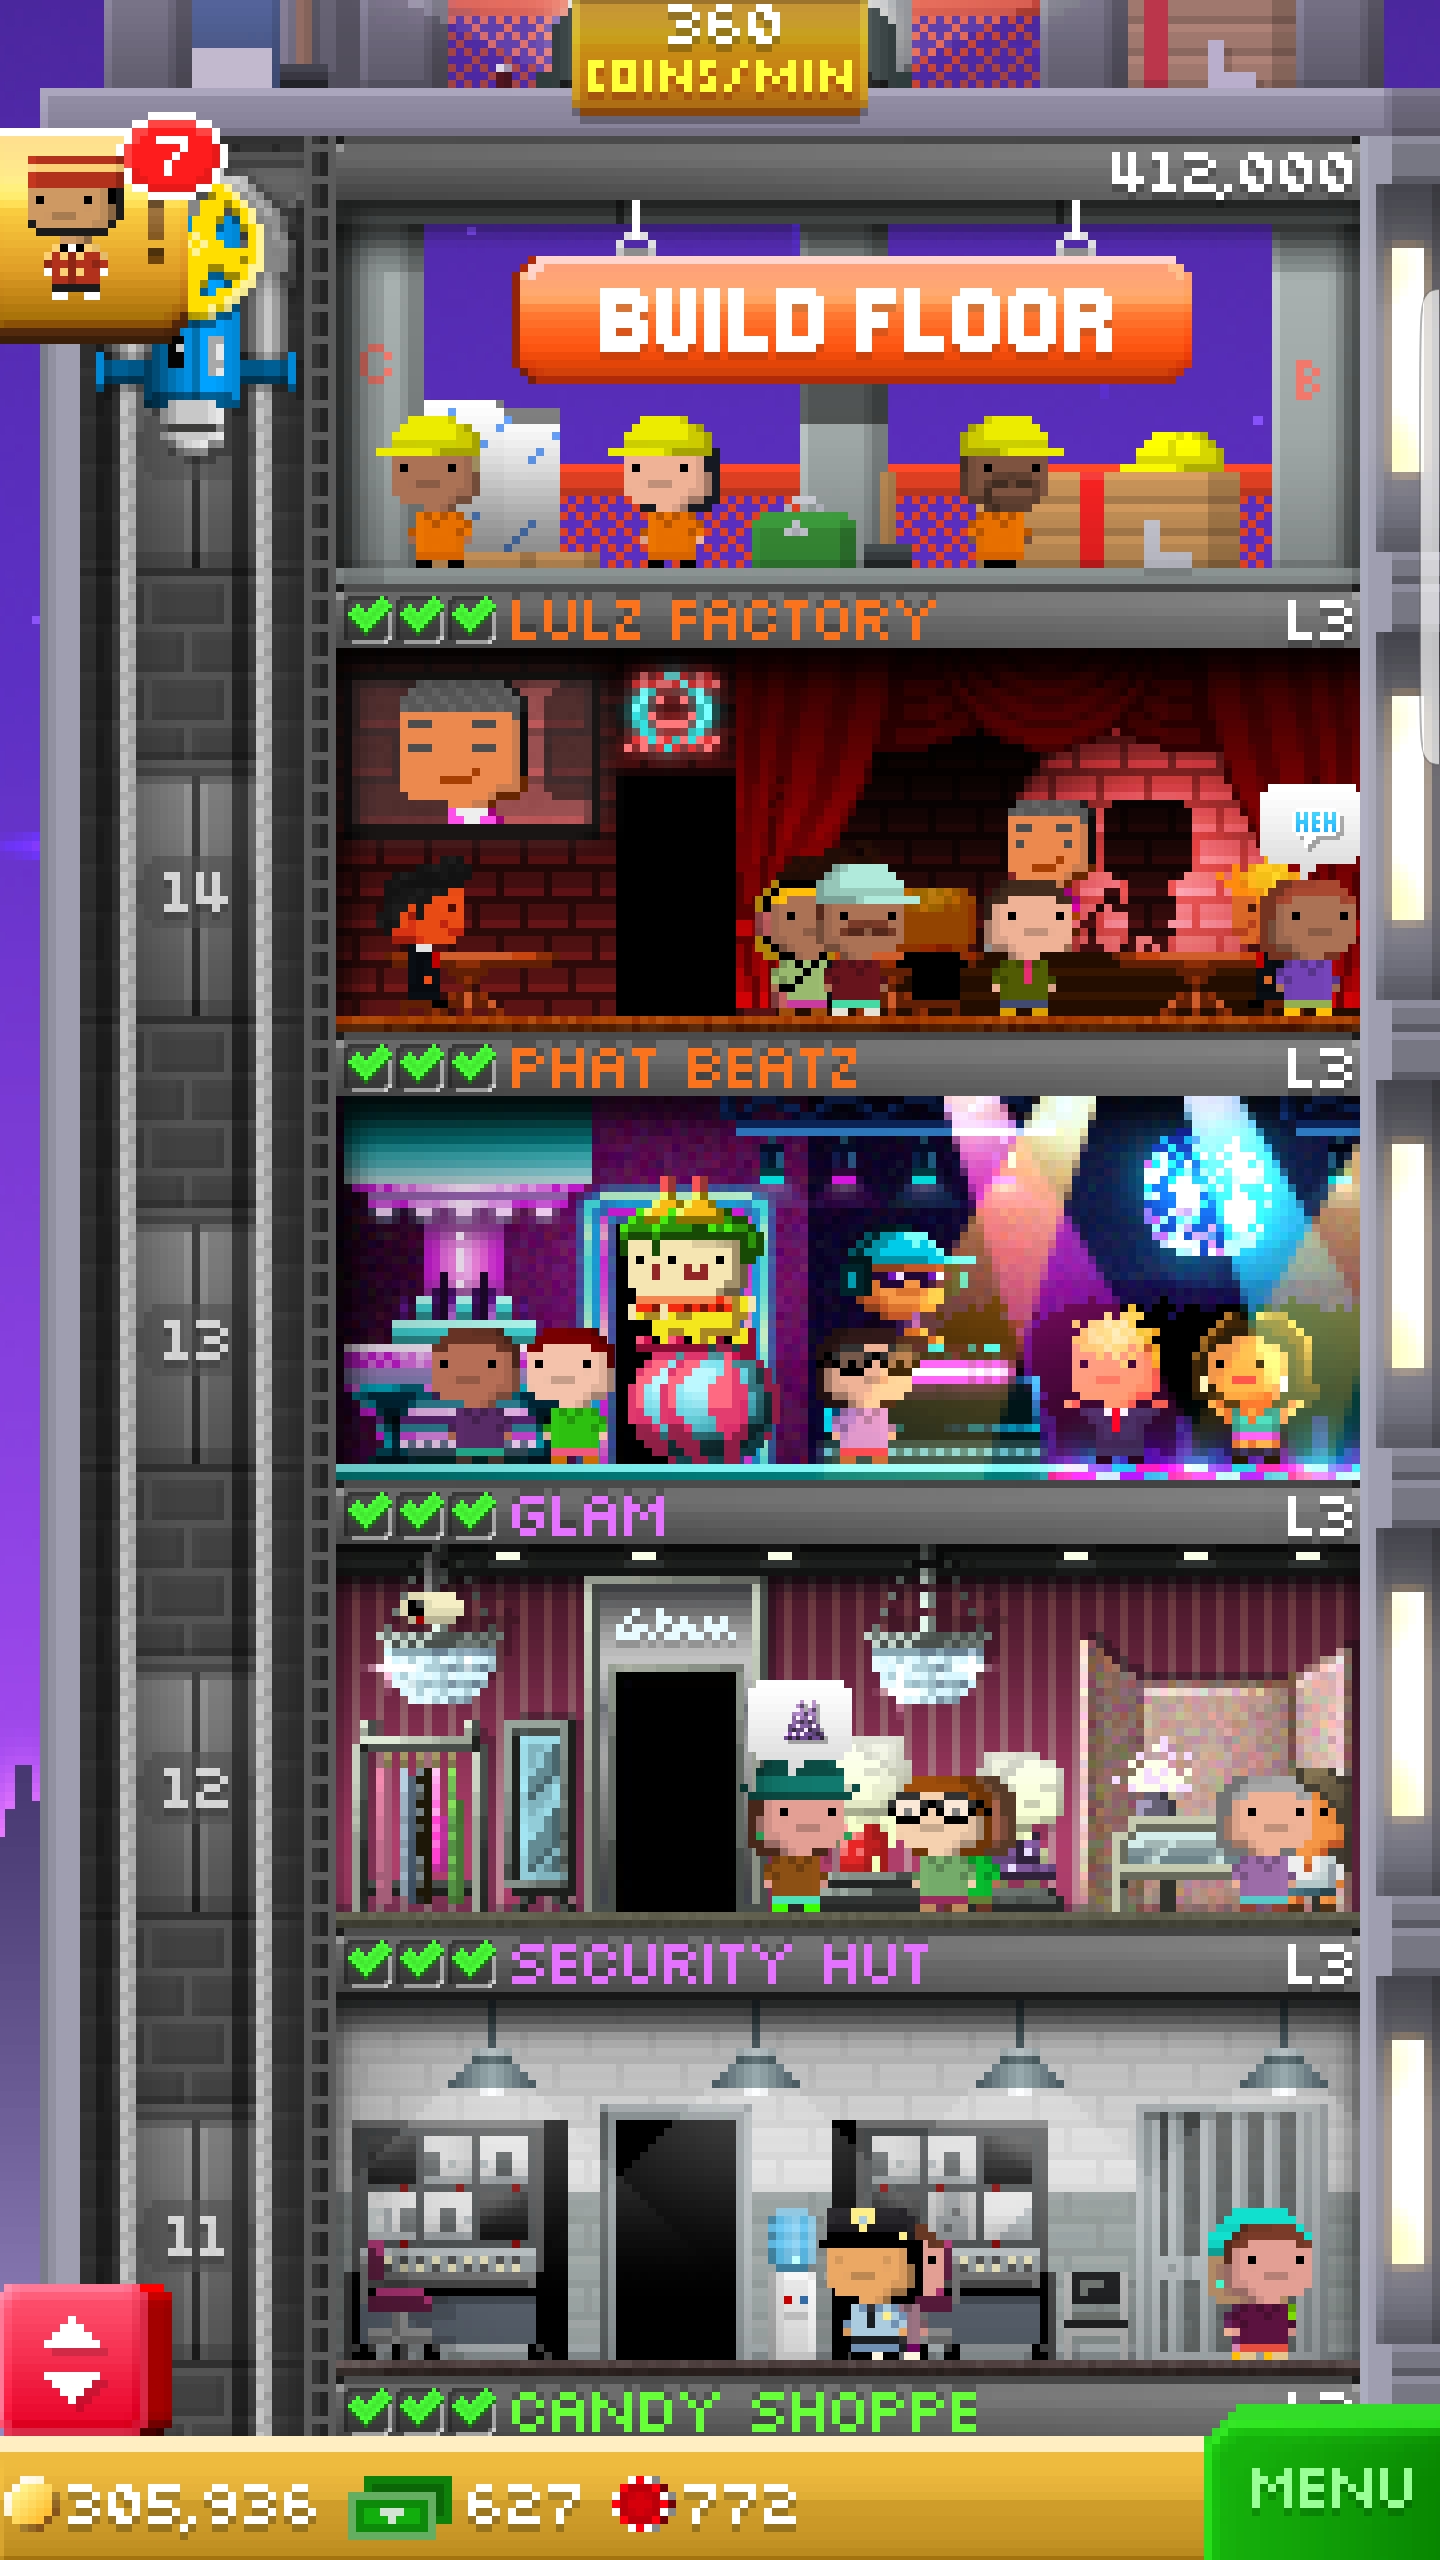 360
COINS/MIN
7
!
412,000
BUILD FLOOR
C
B
LULZ FACTORY
L3
HEH
14
PHAT BEATZ
L3
13
GLAM
L3
Glam
12
SECURITY HUT
L3
11
CANDY SHOPPE
305,936
627
772
MENU